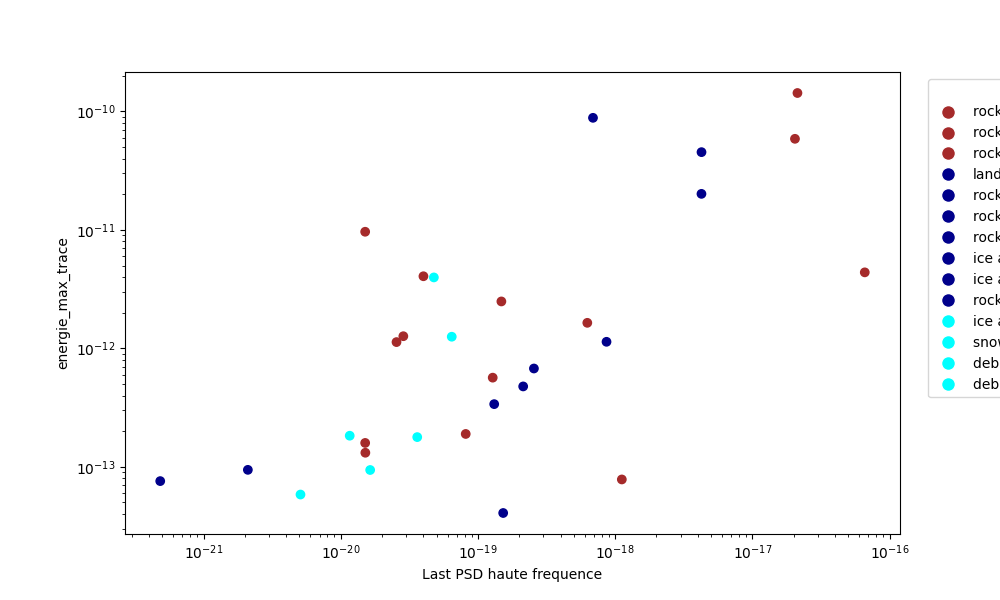 10^-10
10^-11
10^-12
10^-13
energie_max_trace
10^-21 10^-20 10^-19 10^-18 10^-17 10^-16
Last PSD haute frequence
rock
rock
rock
land
rock
rock
rock
ice a
ice a
rock
ice a
snow
deb
deb